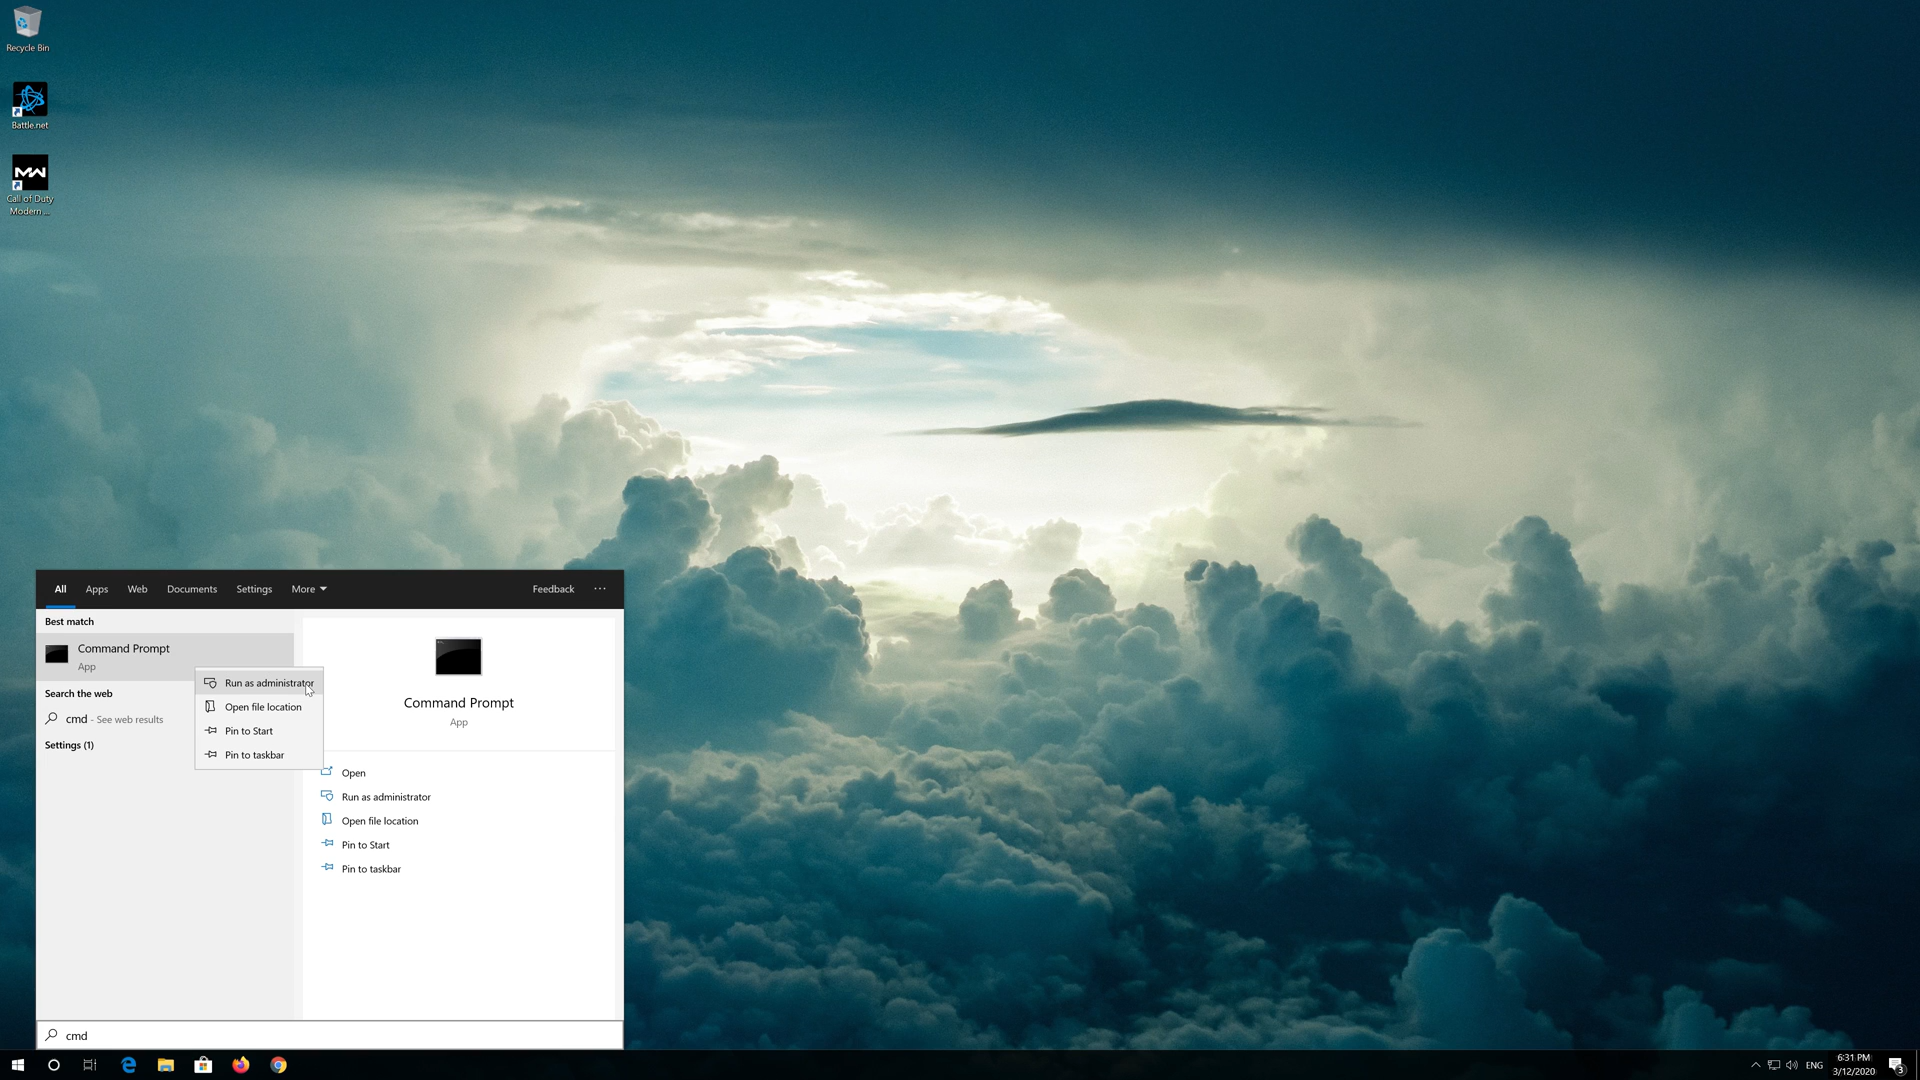 Recycle Bin
Battle.net
MW
Call of Duty
Modern ...
All Apps Web Documents Settings More Feedback ...
Best match
Command Prompt
App
Search the web
cmd - See web results
Settings (1)
Run as administrator
Open file location
Pin to Start
Pin to taskbar
Command Prompt
App
Open
Run as administrator
Open file location
Pin to Start
Pin to taskbar
cmd
ENG
6:31 PM
3/12/2020
3